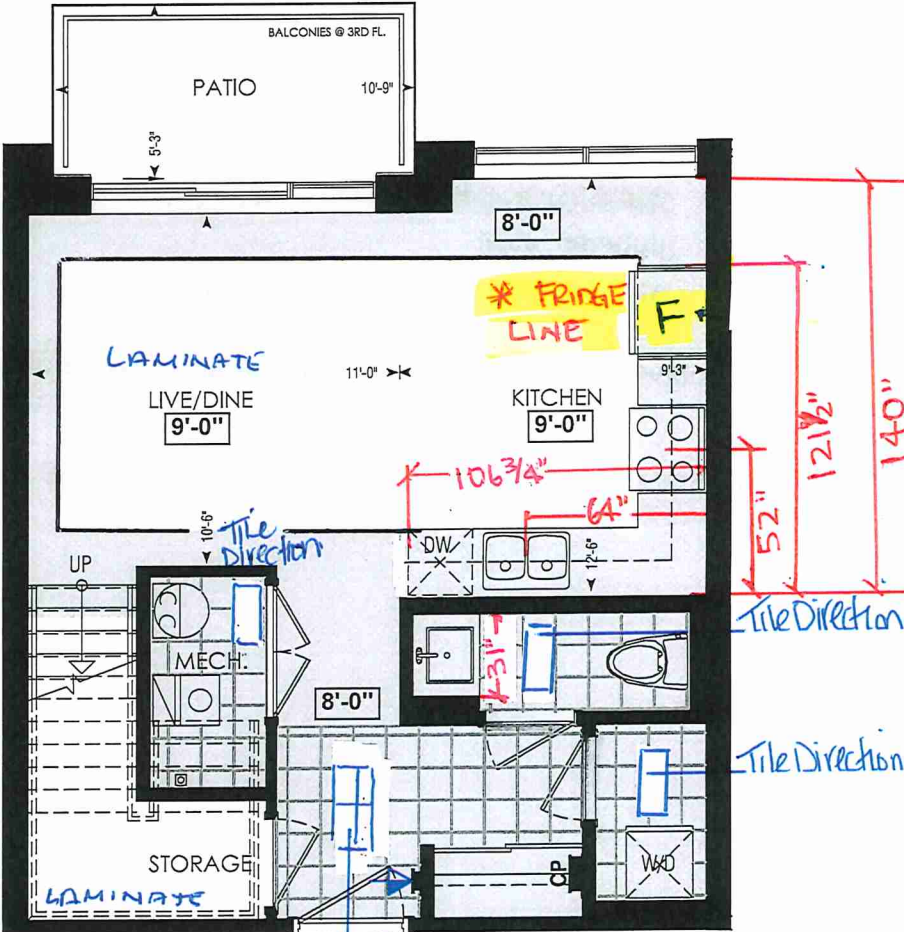 BALCONIES @ 3RD FL.
PATIO
10'-9"
5'-3"
8'-0"
* FRIDGE
LINE
F
LAMINATE
11'-0"
9'-3"
LIVE/DINE
9'-0"
KITCHEN
9'-0"
121½"
140"
106 3/4"
64"
52"
10'-6"
Tile
Direction
DW
12'-6"
UP
Tile Direction
MECH.
31"
8'-0"
Tile Direction
STORAGE
CP
W/D
LAMINATE